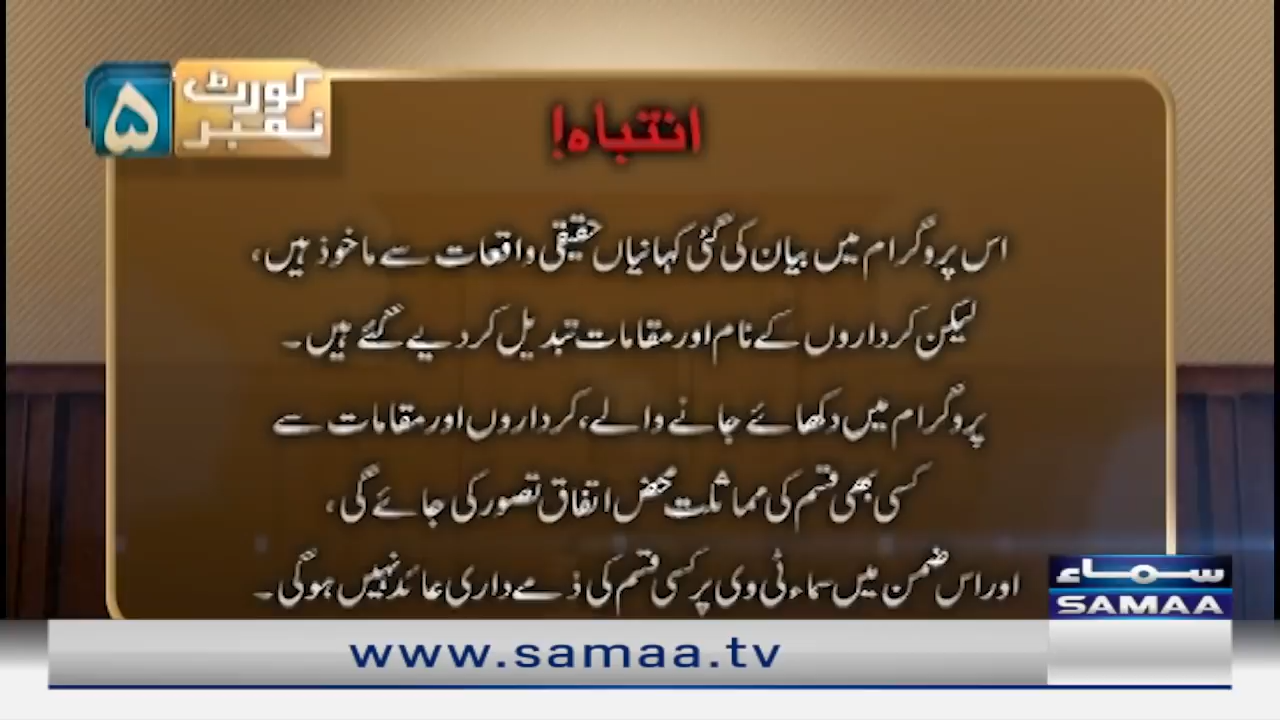 کورٹ
نمبر
۵
انتباہ!
اس پروگرام میں بیان کی گئی کہانیاں حقیقی واقعات سے ماخوذ ہیں،
لیکن کرداروں کے نام اور مقامات تبدیل کر دیے گئے ہیں۔
پروگرام میں دکھائے جانے والے، کرداروں اور مقامات سے
کسی بھی قسم کی مماثلت محض اتفاق تصور کی جائے گی،
اور اس ضمن میں سماء ٹی وی پر کسی قسم کی ذمے داری عائد نہیں ہوگی۔
سماء
SAMAA
www.samaa.tv